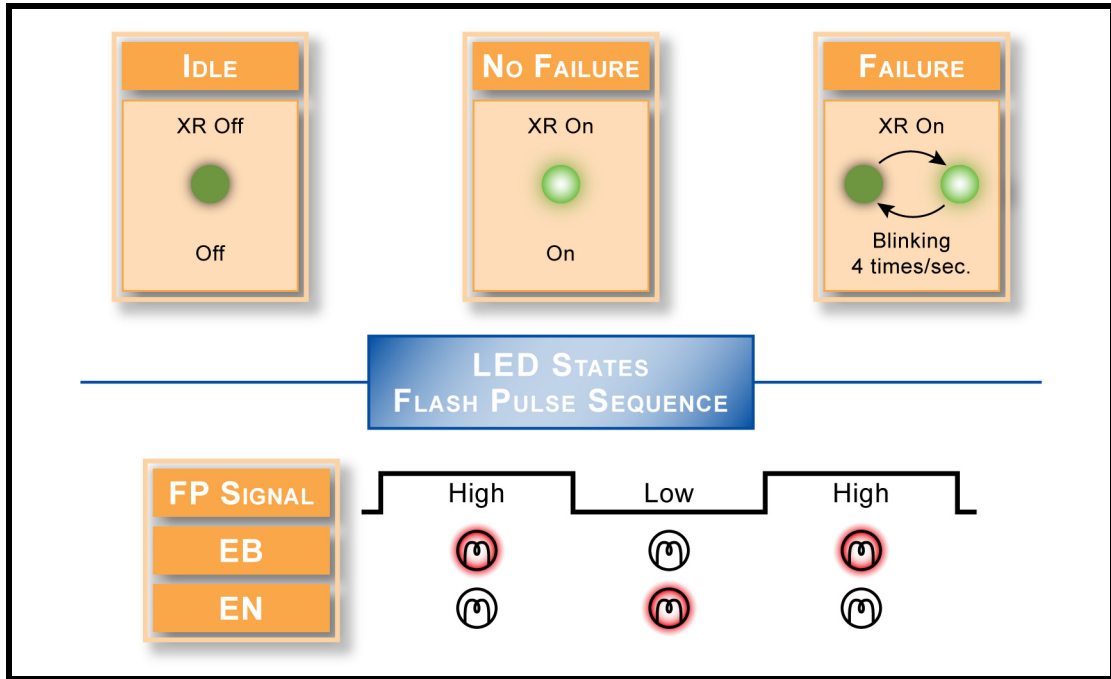 IDLE
XR Off
Off
NO FAILURE
XR On
On
FAILURE
XR On
Blinking
4 times/sec.
LED STATES
FLASH PULSE SEQUENCE
FP SIGNAL
High
Low
High
EB
EN